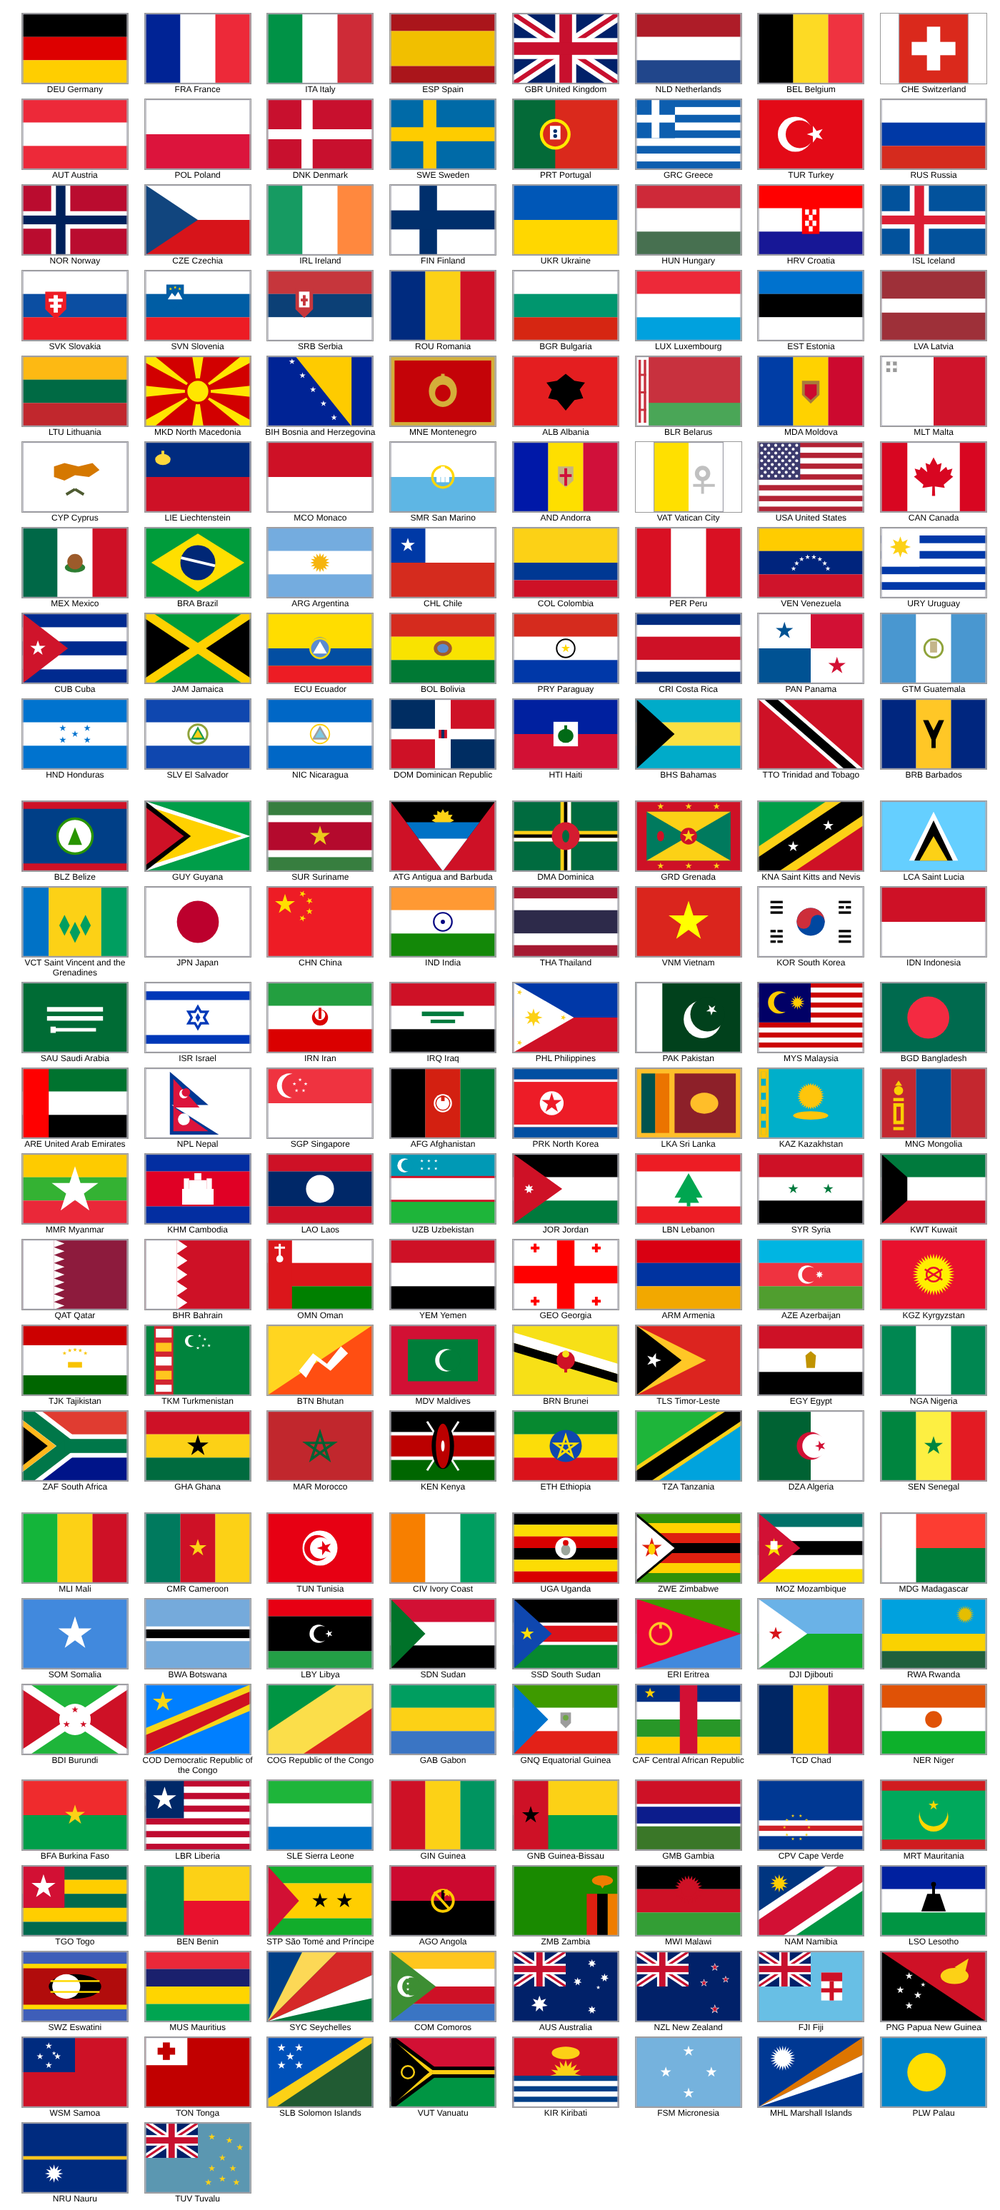 DEU Germany
FRA France
ITA Italy
ESP Spain
GBR United Kingdom
NLD Netherlands
BEL Belgium
CHE Switzerland
AUT Austria
POL Poland
DNK Denmark
SWE Sweden
PRT Portugal
GRC Greece
TUR Turkey
RUS Russia
NOR Norway
CZE Czechia
IRL Ireland
FIN Finland
UKR Ukraine
HUN Hungary
HRV Croatia
ISL Iceland
SVK Slovakia
SVN Slovenia
SRB Serbia
ROU Romania
BGR Bulgaria
LUX Luxembourg
EST Estonia
LVA Latvia
LTU Lithuania
MKD North Macedonia
BIH Bosnia and Herzegovina
MNE Montenegro
ALB Albania
BLR Belarus
MDA Moldova
MLT Malta
CYP Cyprus
LIE Liechtenstein
MCO Monaco
SMR San Marino
AND Andorra
VAT Vatican City
USA United States
CAN Canada
MEX Mexico
BRA Brazil
ARG Argentina
CHL Chile
COL Colombia
PER Peru
VEN Venezuela
URY Uruguay
CUB Cuba
JAM Jamaica
ECU Ecuador
BOL Bolivia
PRY Paraguay
CRI Costa Rica
PAN Panama
GTM Guatemala
HND Honduras
SLV El Salvador
NIC Nicaragua
DOM Dominican Republic
HTI Haiti
BHS Bahamas
TTO Trinidad and Tobago
BRB Barbados
BLZ Belize
GUY Guyana
SUR Suriname
ATG Antigua and Barbuda
DMA Dominica
GRD Grenada
KNA Saint Kitts and Nevis
LCA Saint Lucia
VCT Saint Vincent and the
Grenadines
JPN Japan
CHN China
IND India
THA Thailand
VNM Vietnam
KOR South Korea
IDN Indonesia
SAU Saudi Arabia
ISR Israel
IRN Iran
IRQ Iraq
PHL Philippines
PAK Pakistan
MYS Malaysia
BGD Bangladesh
ARE United Arab Emirates
NPL Nepal
SGP Singapore
AFG Afghanistan
PRK North Korea
LKA Sri Lanka
KAZ Kazakhstan
MNG Mongolia
MMR Myanmar
KHM Cambodia
LAO Laos
UZB Uzbekistan
JOR Jordan
LBN Lebanon
SYR Syria
KWT Kuwait
QAT Qatar
BHR Bahrain
OMN Oman
YEM Yemen
GEO Georgia
ARM Armenia
AZE Azerbaijan
KGZ Kyrgyzstan
TJK Tajikistan
TKM Turkmenistan
BTN Bhutan
MDV Maldives
BRN Brunei
TLS Timor-Leste
EGY Egypt
NGA Nigeria
ZAF South Africa
GHA Ghana
MAR Morocco
KEN Kenya
ETH Ethiopia
TZA Tanzania
DZA Algeria
SEN Senegal
MLI Mali
CMR Cameroon
TUN Tunisia
CIV Ivory Coast
UGA Uganda
ZWE Zimbabwe
MOZ Mozambique
MDG Madagascar
SOM Somalia
BWA Botswana
LBY Libya
SDN Sudan
SSD South Sudan
ERI Eritrea
DJI Djibouti
RWA Rwanda
BDI Burundi
COD Democratic Republic of
the Congo
COG Republic of the Congo
GAB Gabon
GNQ Equatorial Guinea
CAF Central African Republic
TCD Chad
NER Niger
BFA Burkina Faso
LBR Liberia
SLE Sierra Leone
GIN Guinea
GNB Guinea-Bissau
GMB Gambia
CPV Cape Verde
MRT Mauritania
TGO Togo
BEN Benin
STP São Tomé and Príncipe
AGO Angola
ZMB Zambia
MWI Malawi
NAM Namibia
LSO Lesotho
SWZ Eswatini
MUS Mauritius
SYC Seychelles
COM Comoros
AUS Australia
NZL New Zealand
FJI Fiji
PNG Papua New Guinea
WSM Samoa
TON Tonga
SLB Solomon Islands
VUT Vanuatu
KIR Kiribati
FSM Micronesia
MHL Marshall Islands
PLW Palau
NRU Nauru
TUV Tuvalu